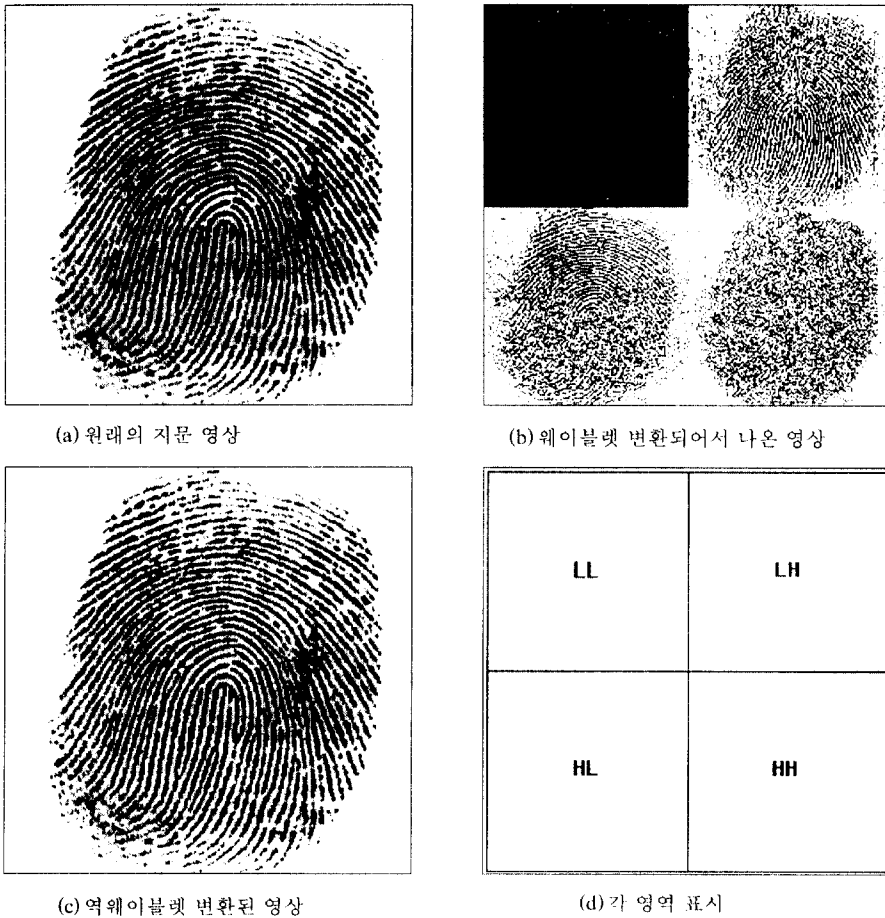 (a) 원래의 지문 영상
(b) 웨이블렛 변환되어서 나온 영상
LL
LH
HL
HH
(c) 역웨이블렛 변환된 영상
(d) 각 영역 표시